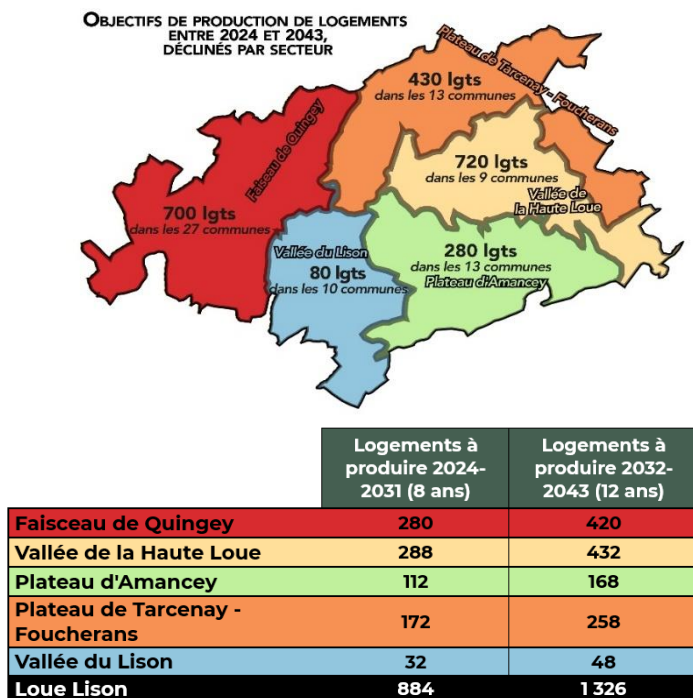 OBJECTIFS DE PRODUCTION DE LOGEMENTS
ENTRE 2024 ET 2043,
DÉCLINÉS PAR SECTEUR
Plateau de Tarcenay - Foucherans
430 lgts
dans les 13 communes
Faiseau de Quingey
720 lgts
dans les 9 communes
Vallée de
la Haute Loue
700 lgts
dans les 27 communes
Vallée du Lison
80 lgts
dans les 10 communes
280 lgts
dans les 13 communes
Plateau d'Amancey
Logements à
produire 2024-
2031 (8 ans)
Logements à
produire 2032-
2043 (12 ans)
Faisceau de Quingey 280 420
Vallée de la Haute Loue 288 432
Plateau d'Amancey 112 168
Plateau de Tarcenay -
Foucherans 172 258
Vallée du Lison 32 48
Loue Lison 884 1 326